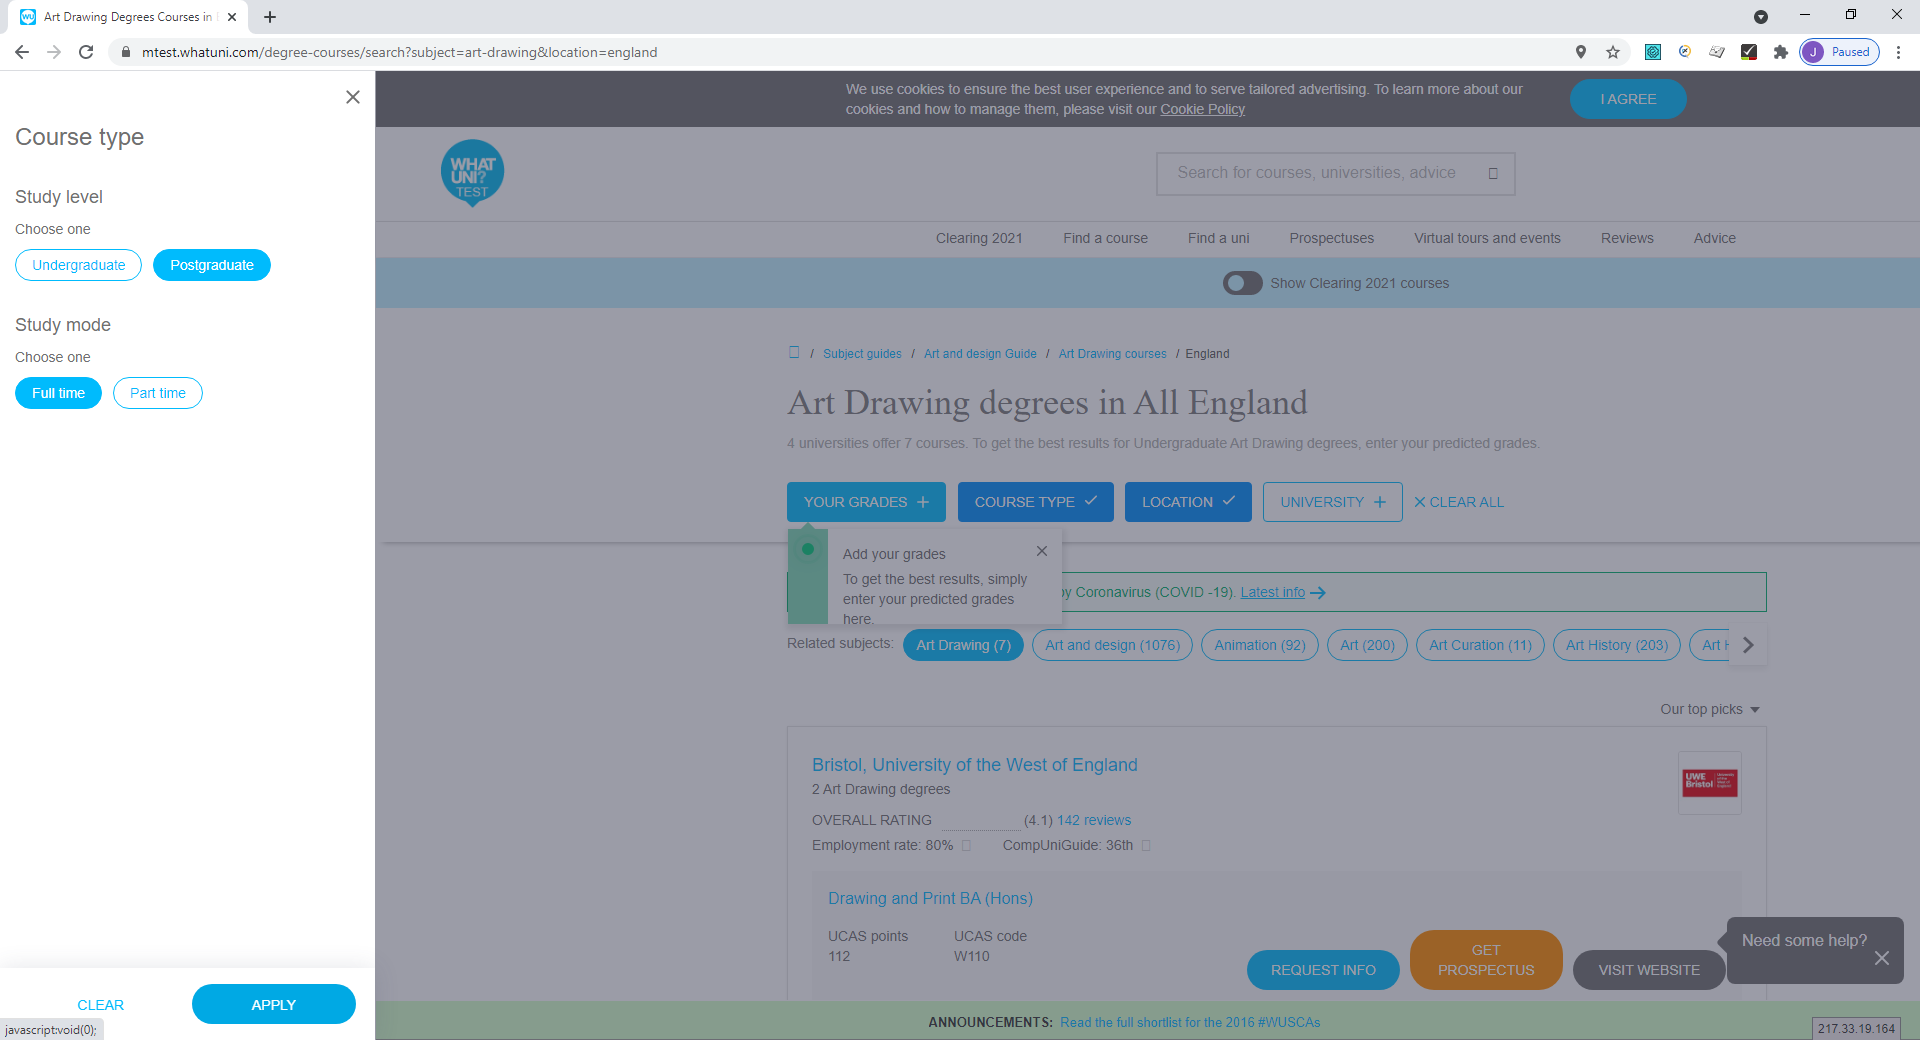 Art Drawing Degrees Courses in
mtest.whatuni.com/degree-courses/search?subject=art-drawing&location=england
J Paused
Course type
Study level
Choose one
Undergraduate Postgraduate
Study mode
Choose one
Full time Part time
CLEAR APPLY
javascript:void(0);
We use cookies to ensure the best user experience and to serve tailored advertising. To learn more about our
cookies and how to manage them, please visit our Cookie Policy
I AGREE
WHAT
UNI?
TEST
Search for courses, universities, advice
Clearing 2021 Find a course Find a uni Prospectuses Virtual tours and events Reviews Advice
Show Clearing 2021 courses
/ Subject guides / Art and design Guide / Art Drawing courses / England
Art Drawing degrees in All England
4 universities offer 7 courses. To get the best results for Undergraduate Art Drawing degrees, enter your predicted grades.
YOUR GRADES COURSE TYPE LOCATION UNIVERSITY CLEAR ALL
Add your grades
To get the best results, simply
enter your predicted grades
here.
by Coronavirus (COVID -19). Latest info
Related subjects: Art Drawing (7) Art and design (1076) Animation (92) Art (200) Art Curation (11) Art History (203) Art H
Our top picks
Bristol, University of the West of England
2 Art Drawing degrees
UWE
Bristol
OVERALL RATING (4.1) 142 reviews
Employment rate: 80% CompUniGuide: 36th
Drawing and Print BA (Hons)
UCAS points UCAS code
112 W110
REQUEST INFO
GET
PROSPECTUS
VISIT WEBSITE
Need some help?
ANNOUNCEMENTS: Read the full shortlist for the 2016 #WUSCAs
217.33.19.164